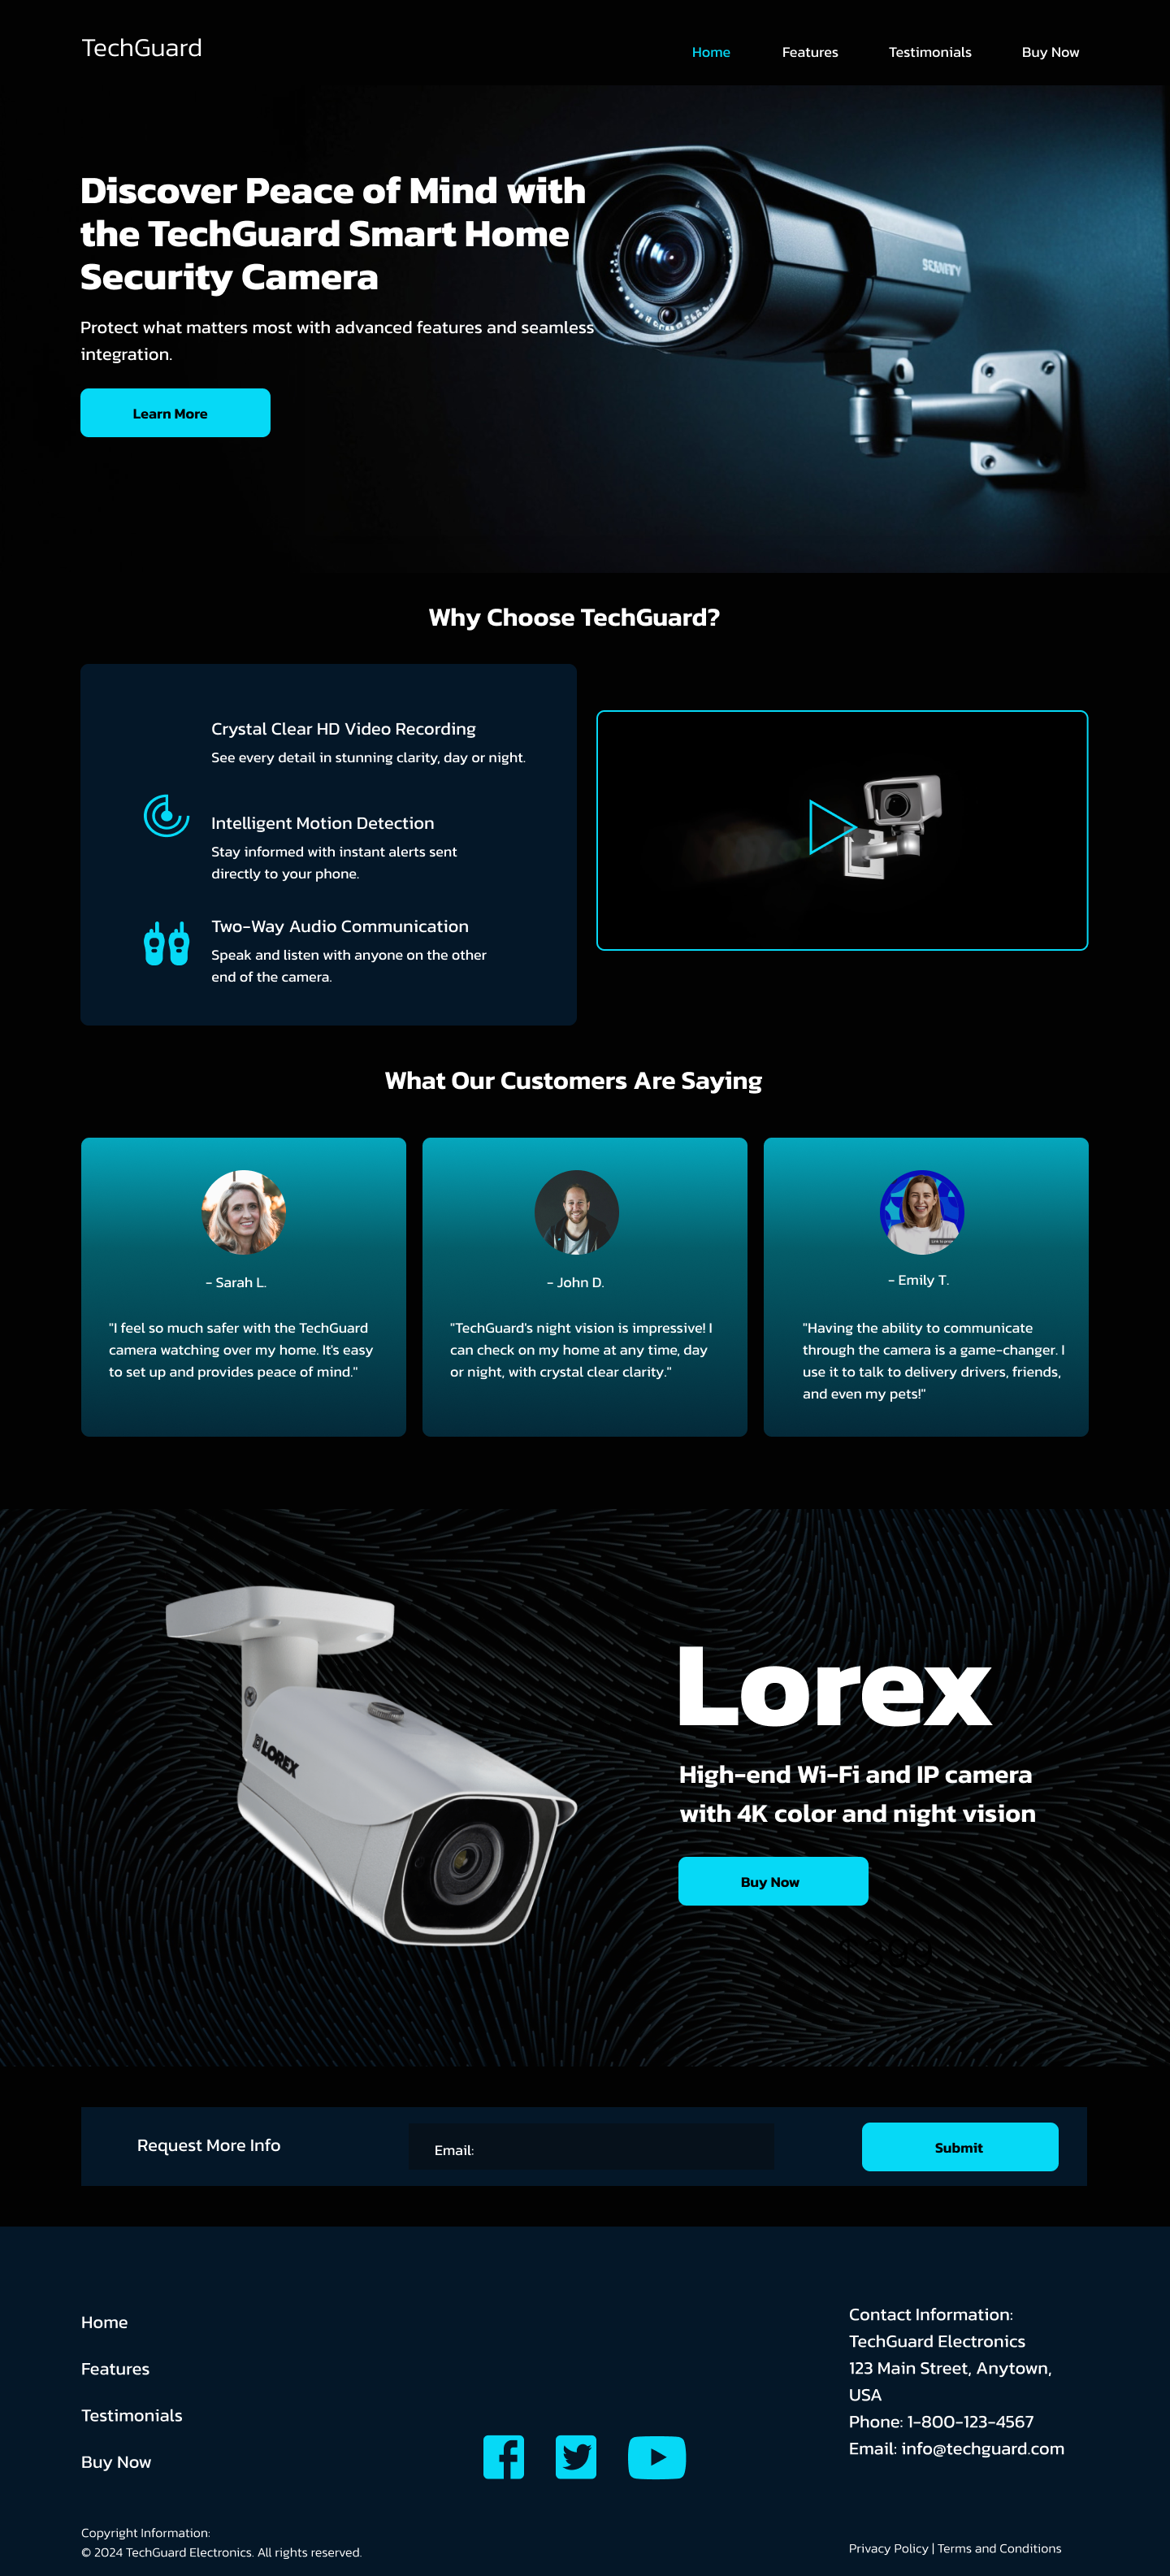 TechGuard
Home
Features
Testimonials
Buy Now
Discover Peace of Mind with
the TechGuard Smart Home
Security Camera
Protect what matters most with advanced features and seamless
integration.
Learn More
Why Choose TechGuard?
Crystal Clear HD Video Recording
See every detail in stunning clarity, day or night.
Intelligent Motion Detection
Stay informed with instant alerts sent
directly to your phone.
Two-Way Audio Communication
Speak and listen with anyone on the other
end of the camera.
What Our Customers Are Saying
- Sarah L.
"I feel so much safer with the TechGuard
camera watching over my home. It's easy
to set up and provides peace of mind."
- John D.
"TechGuard's night vision is impressive! I
can check on my home at any time, day
or night, with crystal clear clarity."
- Emily T.
"Having the ability to communicate
through the camera is a game-changer. I
use it to talk to delivery drivers, friends,
and even my pets!"
LOREX
Lorex
High-end Wi-Fi and IP camera
with 4K color and night vision
Buy Now
Request More Info
Email:
Submit
Home
Features
Testimonials
Buy Now
Contact Information:
TechGuard Electronics
123 Main Street, Anytown,
USA
Phone: 1-800-123-4567
Email: info@techguard.com
Copyright Information:
© 2024 TechGuard Electronics. All rights reserved.
Privacy Policy | Terms and Conditions